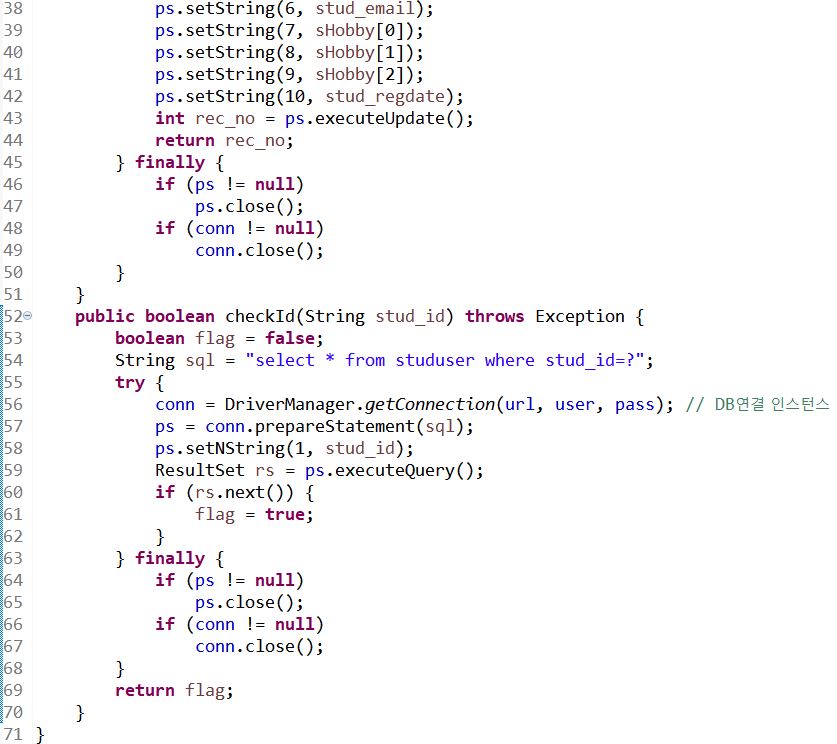 38 ps.setString(6, stud_email);
39 ps.setString(7, sHobby[0]);
40 ps.setString(8, sHobby[1]);
41 ps.setString(9, sHobby[2]);
42 ps.setString(10, stud_regdate);
43 int rec_no = ps.executeUpdate();
44 return rec_no;
45 } finally {
46 if (ps != null)
47 ps.close();
48 if (conn != null)
49 conn.close();
50 }
51 }
52 public boolean checkId(String stud_id) throws Exception {
53 boolean flag = false;
54 String sql = "select * from studuser where stud_id=?";
55 try {
56 conn = DriverManager.getConnection(url, user, pass); // DB연결 인스턴스
57 ps = conn.prepareStatement(sql);
58 ps.setNString(1, stud_id);
59 ResultSet rs = ps.executeQuery();
60 if (rs.next()) {
61 flag = true;
62 }
63 } finally {
64 if (ps != null)
65 ps.close();
66 if (conn != null)
67 conn.close();
68 }
69 return flag;
70 }
71 }